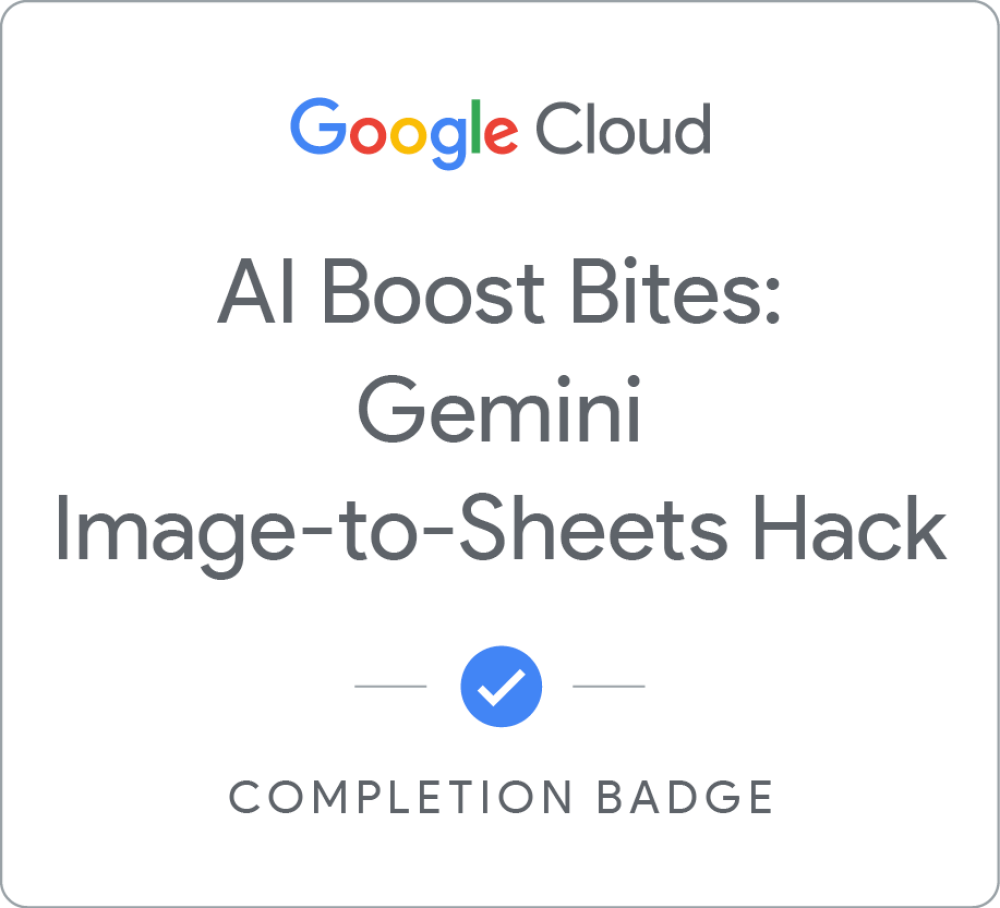 Google Cloud
AI Boost Bites:
Gemini
Image-to-Sheets Hack
COMPLETION BADGE